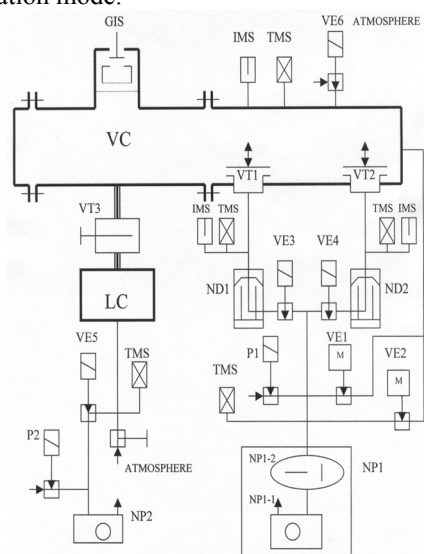 ation mode.
GIS
IMS TMS VE6 ATMOSPHERE
VC
VT1 VT2
VT3
IMS TMS VE3 VE4 TMS IMS
LC
ND1 ND2
VE5
TMS P1 VE1 VE2
M
M
TMS
P2
ATMOSPHERE
NP1-2 NP1
NP1-1
NP2